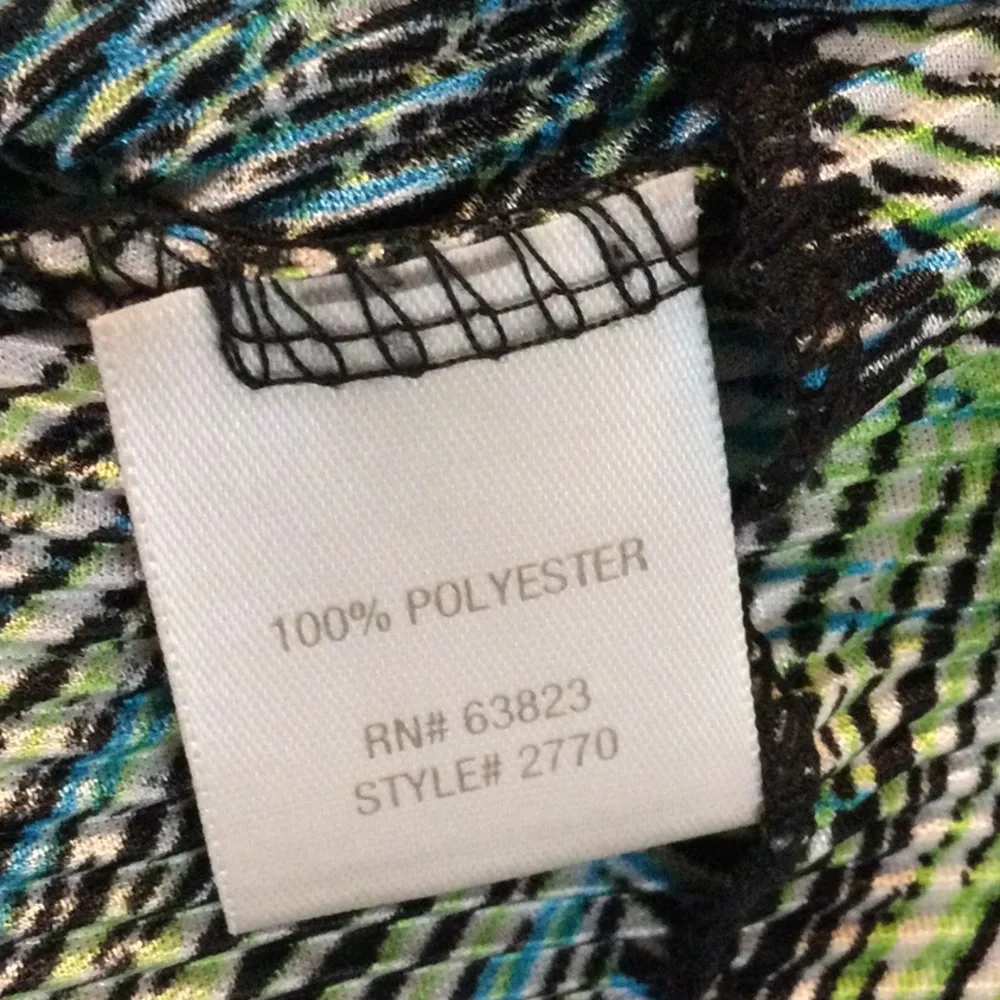 100% POLYESTER
RN# 63823
STYLE# 2770